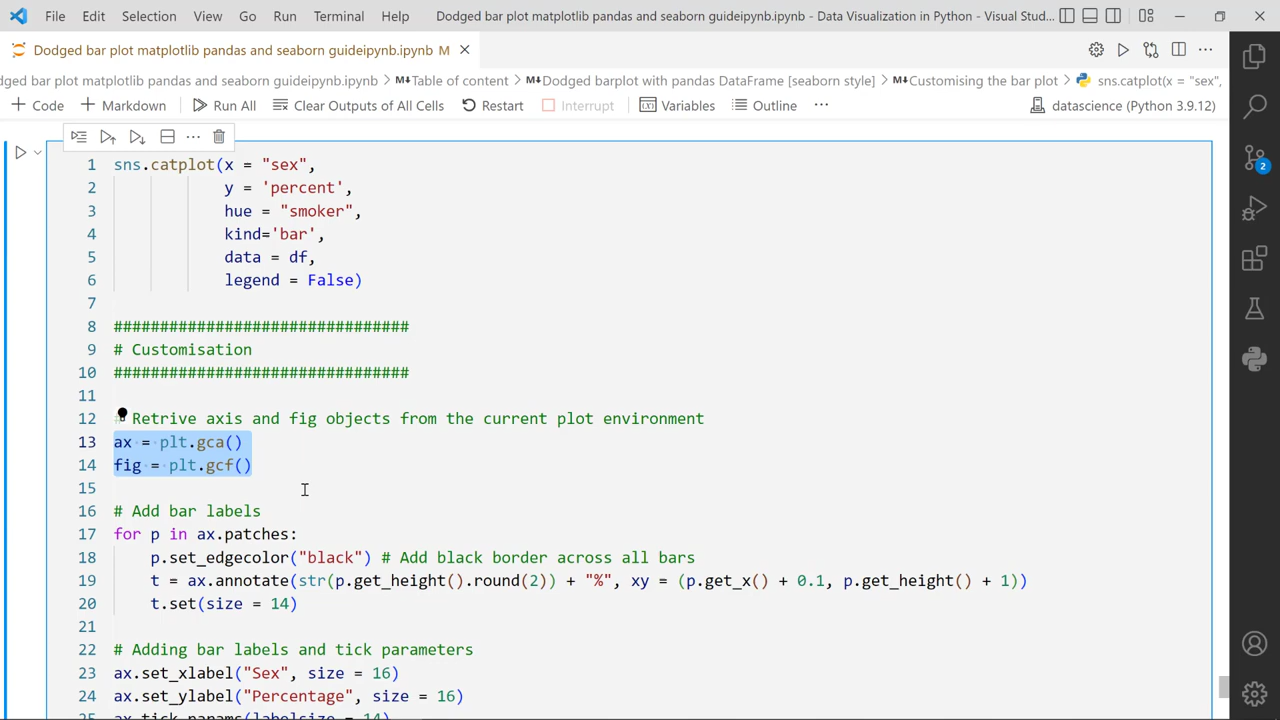 File Edit Selection View Go Run Terminal Help Dodged bar plot matplotlib pandas and seaborn guideipynb.ipynb - Data Visualization in Python - Visual Stud...
Dodged bar plot matplotlib pandas and seaborn guideipynb.ipynb M
dged bar plot matplotlib pandas and seaborn guideipynb.ipynb > M↓Table of content > M↓Dodged barplot with pandas DataFrame [seaborn style] > M↓Customising the bar plot > sns.catplot(x = "sex",
+ Code + Markdown Run All Clear Outputs of All Cells Restart Interrupt Variables Outline ... datascience (Python 3.9.12)
1 sns.catplot(x = "sex",
2 y = 'percent',
3 hue = "smoker",
4 kind='bar',
5 data = df,
6 legend = False)
7
8 ################################
9 # Customisation
10 ################################
11
12 # Retrive axis and fig objects from the current plot environment
13 ax = plt.gca()
14 fig = plt.gcf()
15
16 # Add bar labels
17 for p in ax.patches:
18 p.set_edgecolor("black") # Add black border across all bars
19 t = ax.annotate(str(p.get_height().round(2)) + "%", xy = (p.get_x() + 0.1, p.get_height() + 1))
20 t.set(size = 14)
21
22 # Adding bar labels and tick parameters
23 ax.set_xlabel("Sex", size = 16)
24 ax.set_ylabel("Percentage", size = 16)
25 ax.tick_params(labelsize = 14)
2